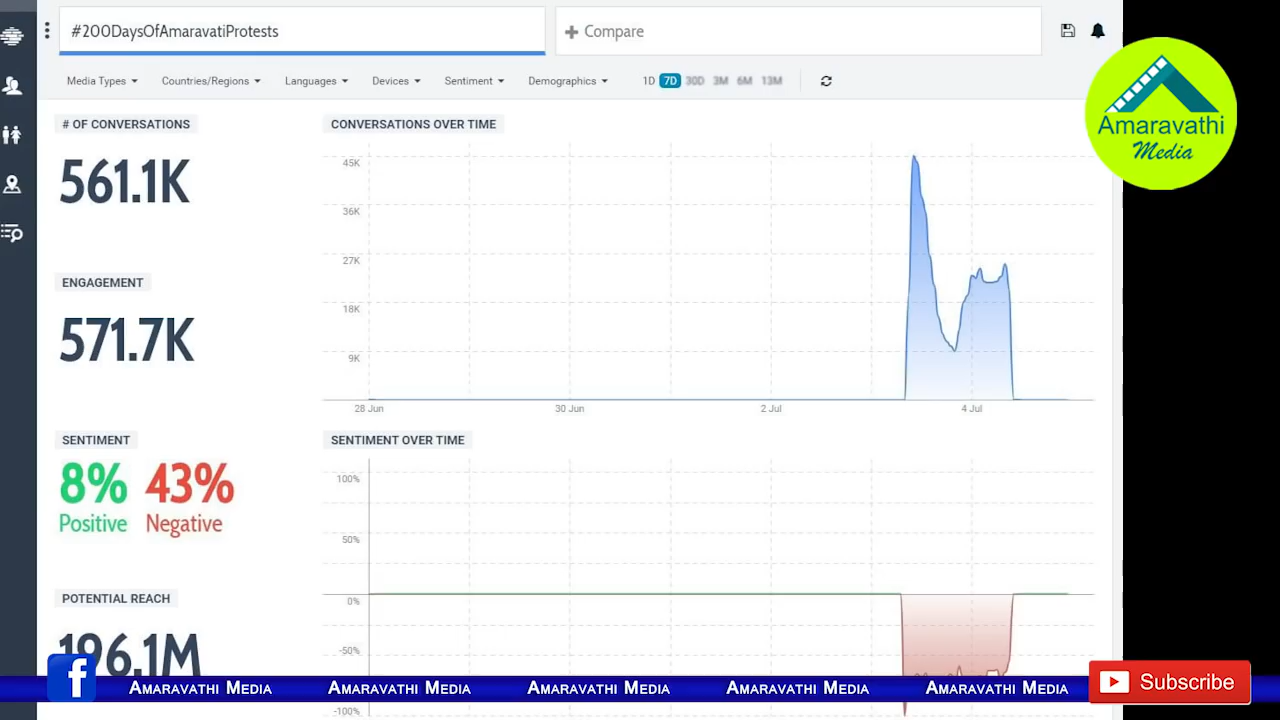 #200DaysOfAmaravatiProtests
Compare
Media Types Countries/Regions Languages Devices Sentiment Demographics 1D 7D 30D 3M 6M 13M
Amaravathi
Media
# OF CONVERSATIONS
561.1K
CONVERSATIONS OVER TIME
45K
36K
27K
18K
9K
28 Jun 30 Jun 2 Jul 4 Jul
ENGAGEMENT
571.7K
SENTIMENT
8% 43%
Positive Negative
SENTIMENT OVER TIME
100%
50%
0%
-50%
-100%
POTENTIAL REACH
196.1M
f
AMARAVATHI MEDIA AMARAVATHI MEDIA AMARAVATHI MEDIA AMARAVATHI MEDIA AMARAVATHI MEDIA
Subscribe